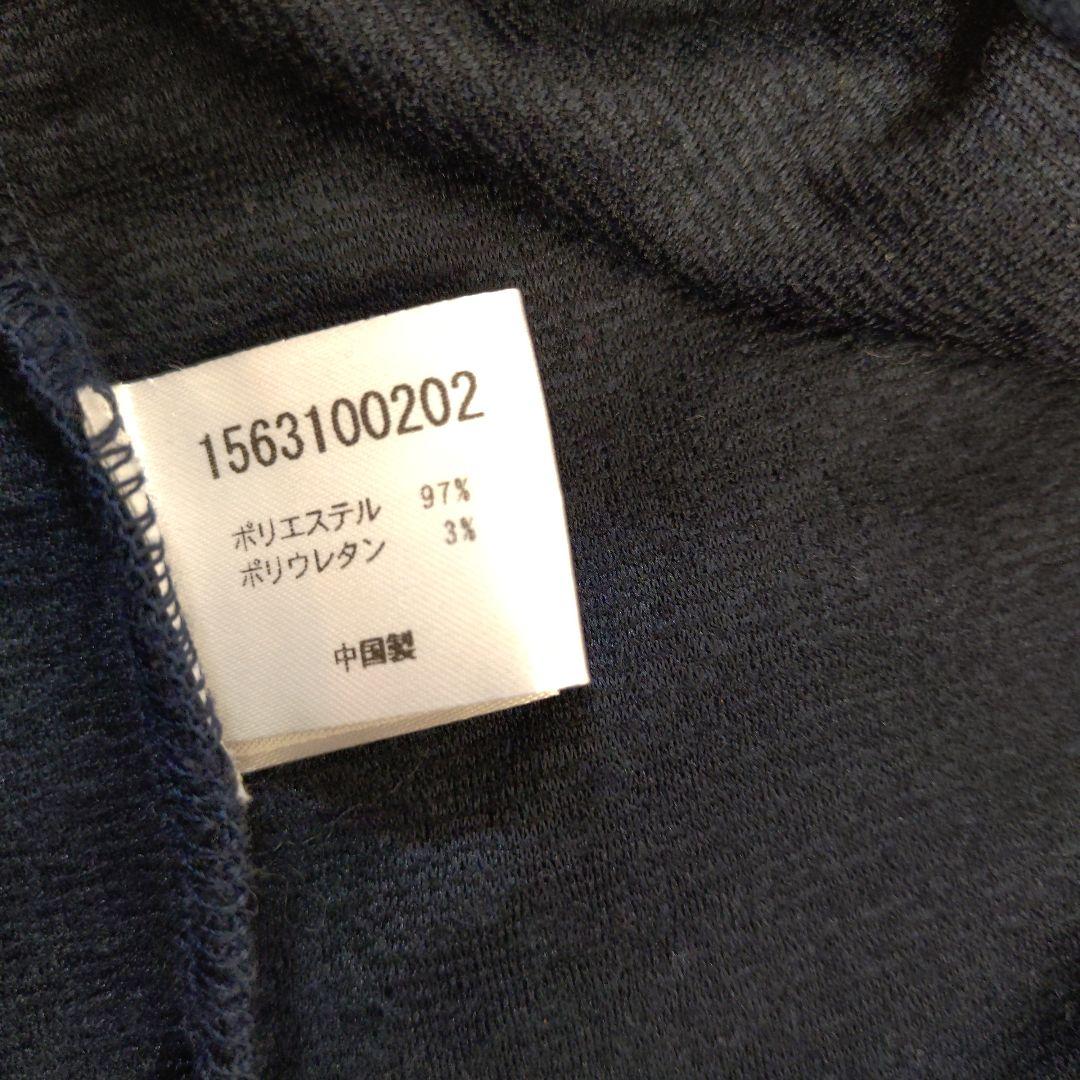 1563100202
ポリエステル 97%
ポリウレタン 3%
中国製